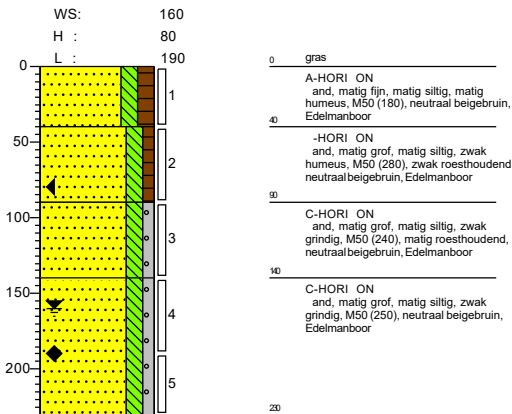 WS: 160
H : 80
L : 190
0
50
100
150
200
1
2
3
4
5
0 gras
A-HORI ON
and, matig fijn, matig siltig, matig
humeus, M50 (180), neutraal beigebruin,
Edelmanboor
40
-HORI ON
and, matig grof, matig siltig, zwak
humeus, M50 (280), zwak roesthoudend,
neutraalbeigebruin, Edelmanboor
90
C-HORI ON
and, matig grof, matig siltig, zwak
grindig, M50 (240), matig roesthoudend,
neutraalbeigebruin, Edelmanboor
140
C-HORI ON
and, matig grof, matig siltig, zwak
grindig, M50 (250), neutraal beigebruin,
Edelmanboor
230